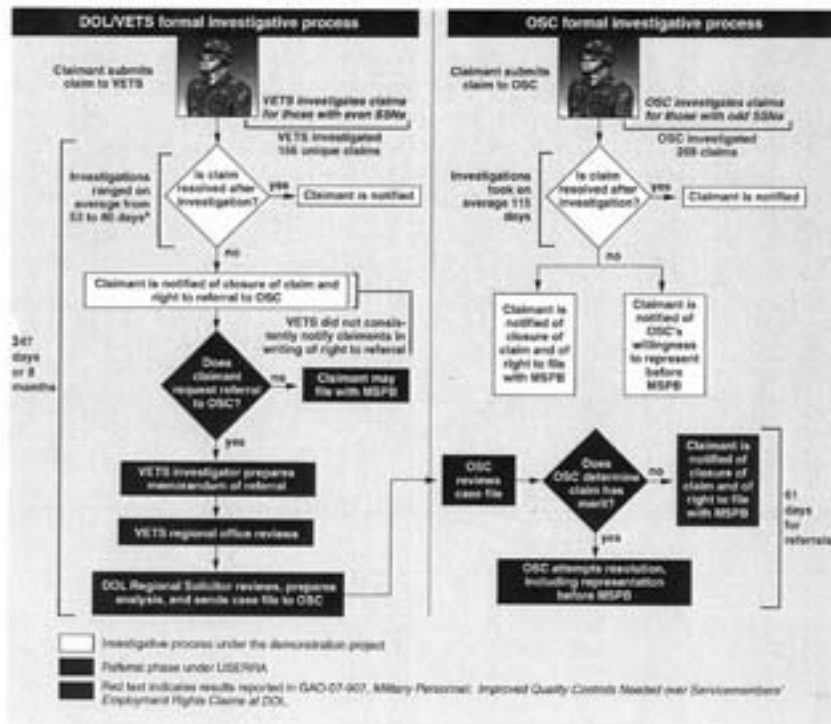 DOL/VETS formal investigative process
Claimant submits
claim to VETS
VETS investigates claims
for those with even SSNs
VETS investigated
unique claims
Investigations
ranged on
average from
to days
Is claim
resolved after
investigation?
yes
Claimant is notified
no
Claimant is notified of closure of claim and
right to referral to OSC
VETS did not consis-
tently notify claimants in
writing of right to referral
247
days
or 8
months
Does
claimant
request referral
to OSC?
no
Claimant may
file with MSPB
yes
VETS investigator prepares
memorandum of referral
VETS regional office reviews
DOL Regional Solicitor reviews, prepares
analysis, and sends case file to OSC
OSC formal investigative process
Claimant submits
claim to OSC
OSC investigates claims
for those with odd SSNs
OSC investigated
269 claims
Investigations
took on
average 115
days
Is claim
resolved after
investigation?
yes
Claimant is notified
no
Claimant is
notified of
closure of
claim and of
right to file
with MSPB
Claimant is
notified of
OSC's
willingness
to represent
before
MSPB
OSC
reviews
case file
Does
OSC determine
claim has
merit?
no
Claimant is
notified of
closure of
claim and of
right to file
with MSPB
61
days
for
referrals
yes
OSC attempts resolution,
including representation
before MSPB
Investigative process under the demonstration project
Referral phase under USERRA
Red text indicates results reported in GAO-07-907, Military Personnel: Improved Quality Controls Needed over Servicemembers'
Employment Rights Claims at DOL.